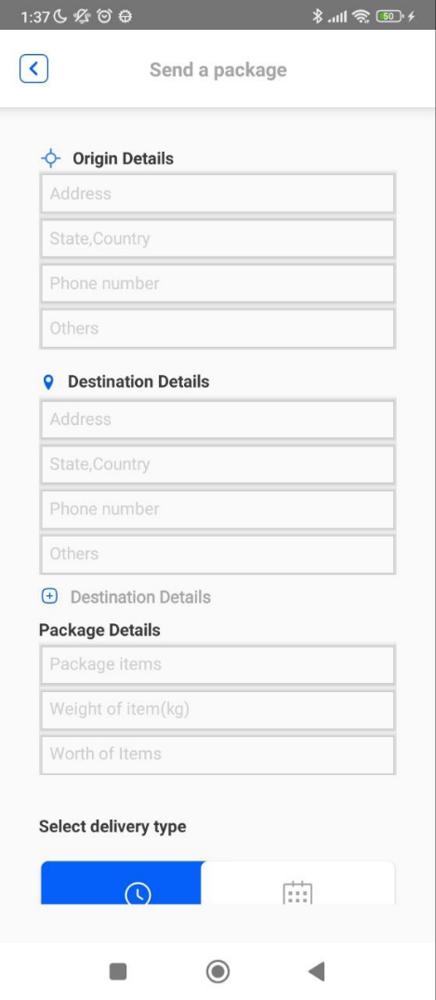 1:37
50
Send a package
Origin Details
Address
State,Country
Phone number
Others
Destination Details
Address
State,Country
Phone number
Others
Destination Details
Package Details
Package items
Weight of item(kg)
Worth of Items
Select delivery type